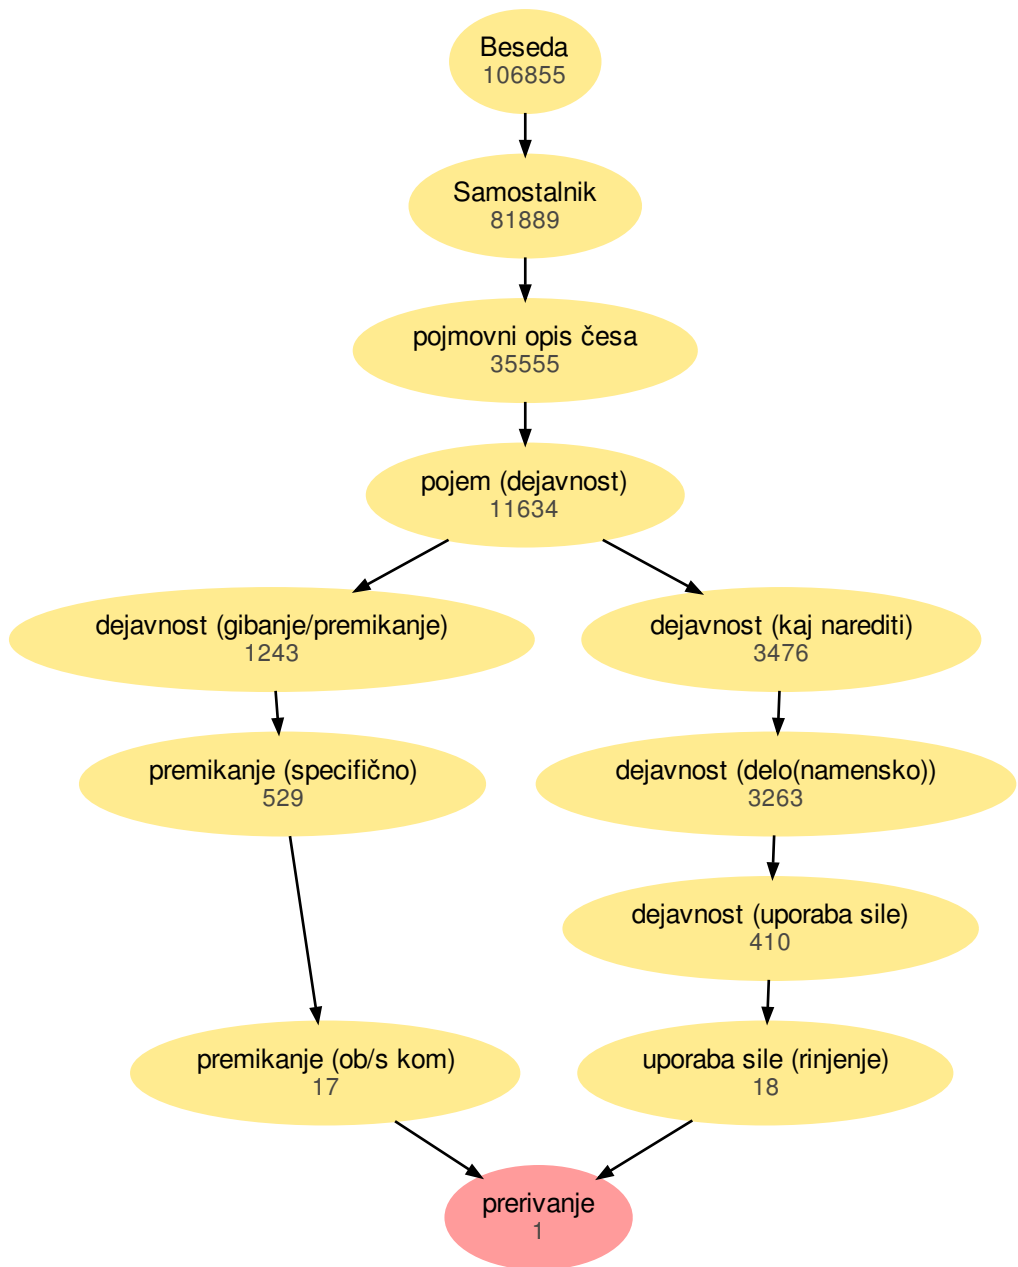 Beseda
106855
Samostalnik
81889
pojmovni opis česa
35555
pojem (dejavnost)
11634
dejavnost (gibanje/premikanje)
1243
dejavnost (kaj narediti)
3476
premikanje (specifično)
529
dejavnost (delo(namensko))
3263
dejavnost (uporaba sile)
410
premikanje (ob/s kom)
17
uporaba sile (rinjenje)
18
prerivanje
1